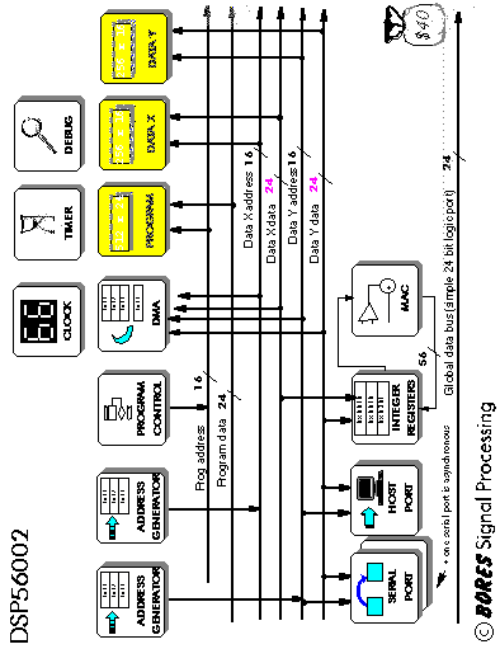 DSP56002
CLOCK
TIMER
DEBUG
ADDRESS
GENERATOR
ADDRESS
GENERATOR
PROGRAM
CONTROL
DMA
PROGRAM
DATA X
DATA Y
Prog address 16
Program data 24
Data X address 16
Data X data 24
Data Y address 16
Data Y data 24
SERIAL
PORT
HOST
PORT
INTEGER
REGISTERS
MAC
56
Global data bus (simple 24 bit logic port) 24
• one serial port is asynchronous
$40
© BORES Signal Processing